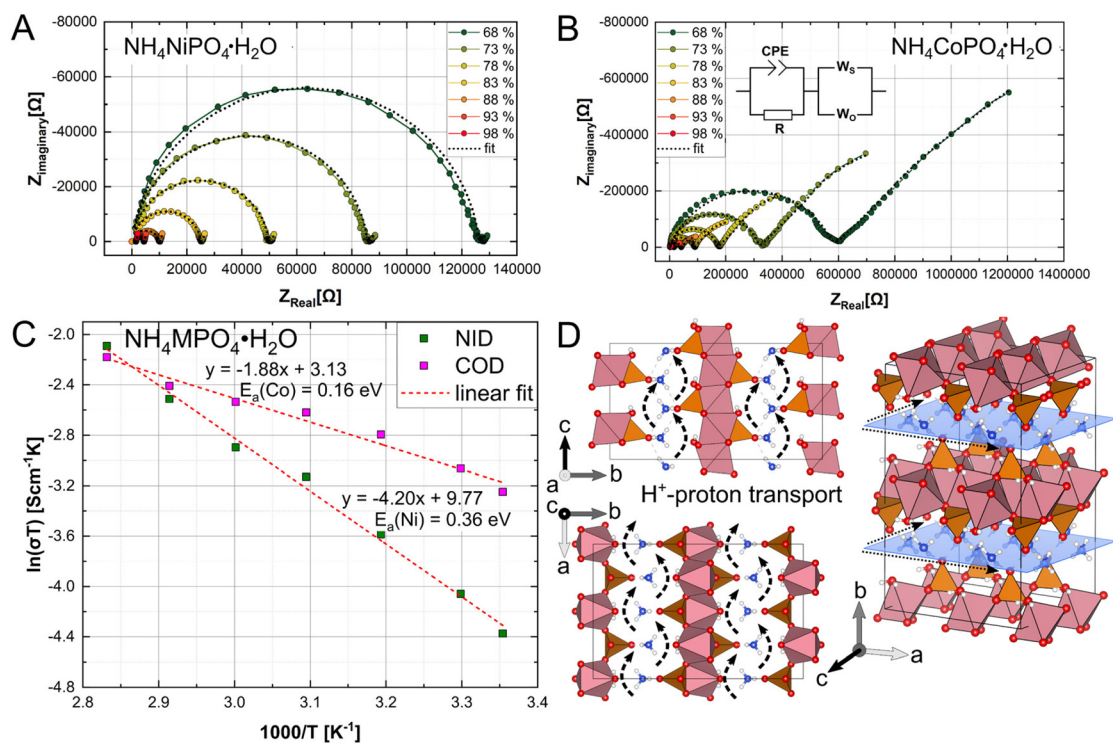 A
NH₄NiPO₄•H₂O
68 %
73 %
78 %
83 %
88 %
93 %
98 %
fit
-60000
-40000
-20000
0
Zimaginary[Ω]
0 20000 40000 60000 80000 100000 120000 140000
ZReal[Ω]
B
NH₄CoPO₄•H₂O
68 %
73 %
78 %
83 %
88 %
93 %
98 %
fit
CPE
R
WS
WO
-800000
-600000
-400000
-200000
0
Zimaginary[Ω]
0 200000 400000 600000 800000 1000000 1200000 1400000
ZReal[Ω]
C
NH₄MPO₄•H₂O
NID
COD
linear fit
y = -1.88x + 3.13
Eₐ(Co) = 0.16 eV
y = -4.20x + 9.77
Eₐ(Ni) = 0.36 eV
-2.0
-2.4
-2.8
-3.2
-3.6
-4.0
-4.4
-4.8
ln(σT) [Scm⁻¹K]
2.8 2.9 3.0 3.1 3.2 3.3 3.4
1000/T [K⁻¹]
D
c
a
b
H⁺-proton transport
c
b
a
b
a
c